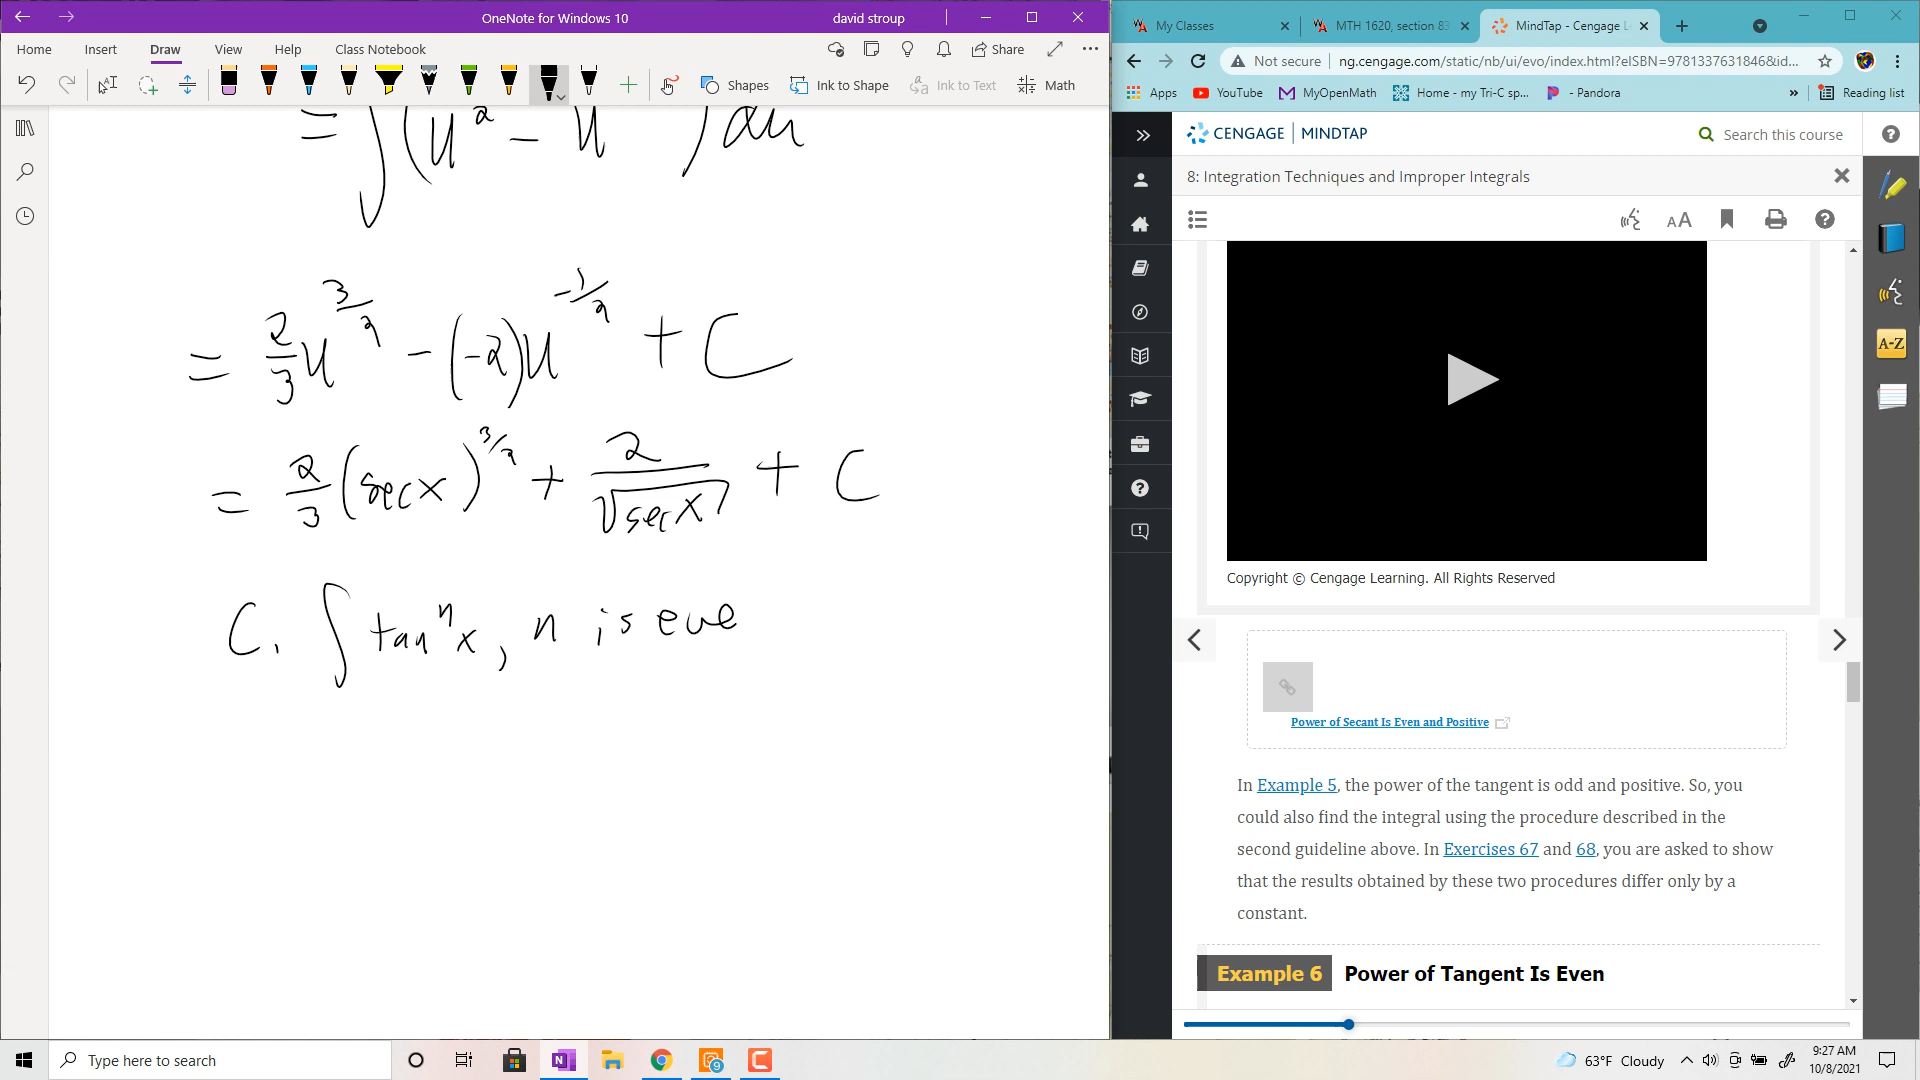 OneNote for Windows 10
david stroup
Home Insert Draw View Help Class Notebook Share
Shapes Ink to Shape Ink to Text Math
= ∫(u² - u )du
= 2/3 u^3/2 - (-2)u^-1/2 + C
= 2/3 (sec x)^3/2 + 2/√sec x + C
C. ∫ tanⁿx, n is eve
My Classes
MTH 1620, section 83
MindTap - Cengage L
Not secure ng.cengage.com/static/nb/ui/evo/index.html?eISBN=9781337631846&id...
Apps YouTube MyOpenMath Home - my Tri-C sp... - Pandora » Reading list
CENGAGE | MINDTAP
Search this course
8: Integration Techniques and Improper Integrals
AA
A-Z
Copyright © Cengage Learning. All Rights Reserved
Power of Secant Is Even and Positive
In Example 5, the power of the tangent is odd and positive. So, you
could also find the integral using the procedure described in the
second guideline above. In Exercises 67 and 68, you are asked to show
that the results obtained by these two procedures differ only by a
constant.
Example 6 Power of Tangent Is Even
Type here to search
9
63°F Cloudy
9:27 AM
10/8/2021